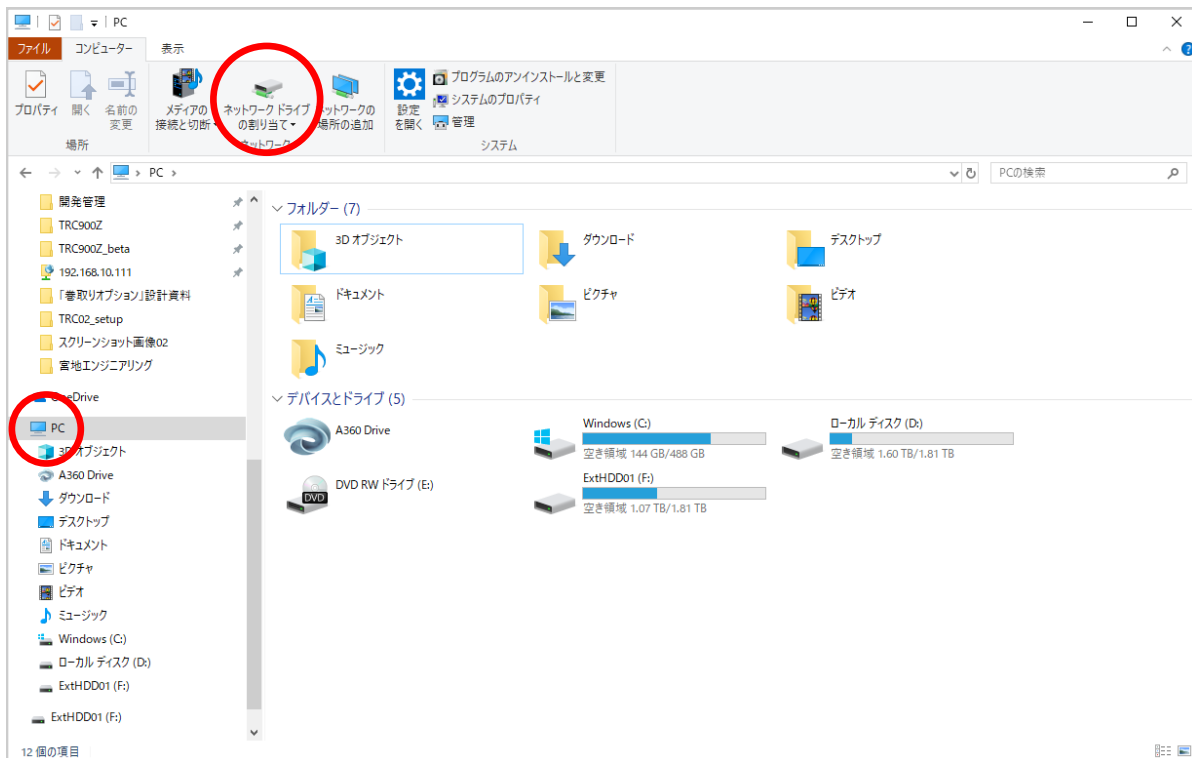 PC
ファイル コンピューター 表示
プロパティ 開く 名前の変更 メディアの接続と切断 ネットワーク ドライブの割り当て ネットワークの場所の追加 設定を開く プログラムのアンインストールと変更
システムのプロパティ
管理
場所 ネットワーク システム
PC PCの検索
開発管理
TRC900Z
TRC900Z_beta
192.168.10.111
「巻取りオプション」設計資料
TRC02_setup
スクリーンショット画像02
宮地エンジニアリング
OneDrive
PC
3D オブジェクト
A360 Drive
ダウンロード
デスクトップ
ドキュメント
ピクチャ
ビデオ
ミュージック
Windows (C:)
ローカル ディスク (D:)
ExtHDD01 (F:)
ExtHDD01 (F:)
フォルダー (7)
3D オブジェクト ダウンロード デスクトップ
ドキュメント ピクチャ ビデオ
ミュージック
デバイスとドライブ (5)
A360 Drive
Windows (C:)
空き領域 144 GB/488 GB
ローカル ディスク (D:)
空き領域 1.60 TB/1.81 TB
DVD
DVD RW ドライブ (E:)
ExtHDD01 (F:)
空き領域 1.07 TB/1.81 TB
12 個の項目